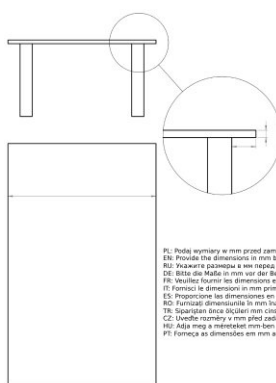 PL: Podaj wymiary w mm przed zam
EN: Provide the dimensions in mm b
RU: Укажите размеры в мм перед
DE: Bitte die Maße in mm vor der Be
FR: Veuillez fournir les dimensions e
IT: Fornisci le dimensioni in mm prim
ES: Proporcione las dimensiones en
RO: Furnizați dimensiunile în mm îna
TR: Siparişten önce ölçüleri mm cins
CZ: Uveďte rozměry v mm před zada
HU: Adja meg a méreteket mm-ben
PT: Forneça as dimensões em mm a